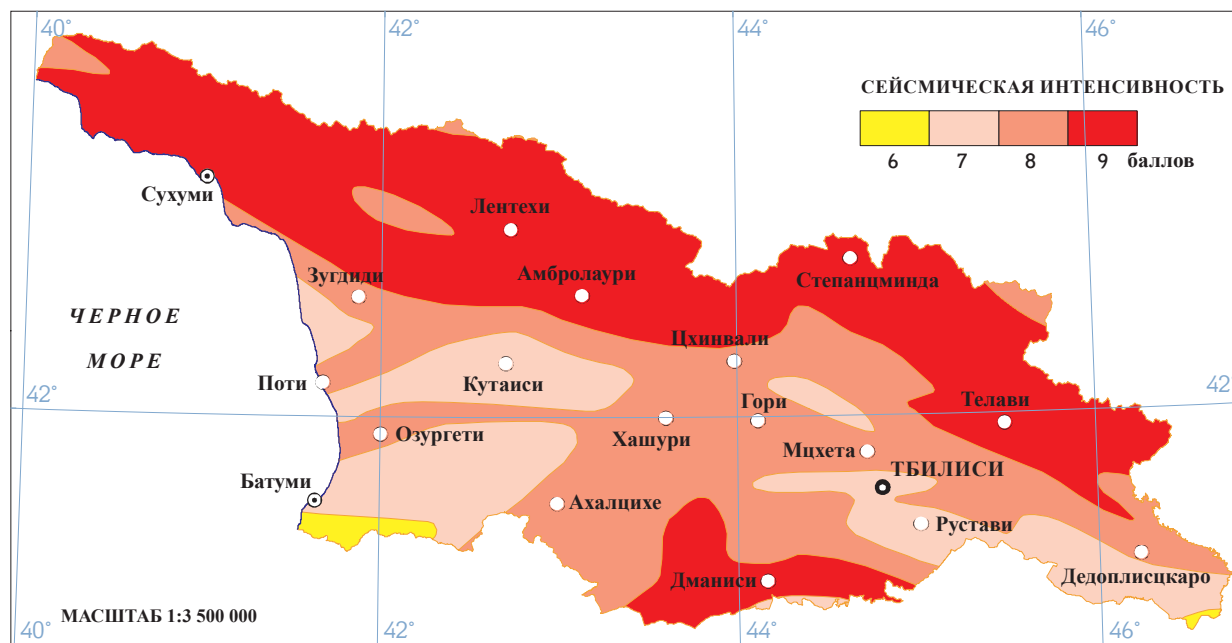 40°
42°
44°
46°
СЕЙСМИЧЕСКАЯ ИНТЕНСИВНОСТЬ
6
7
8
9
баллов
Сухуми
Лентехи
Зугдиди
Амбролаури
Степанцминда
ЧЕРНОЕ
МОРЕ
Цхинвали
Поти
Кутаиси
42°
Гори
Телави
42
Озургети
Хашури
Мцхета
ТБИЛИСИ
Батуми
Ахалцихе
Рустави
Дманиси
Дедоплисцкаро
МАСШТАБ 1:3 500 000
40°
42°
44°
46°